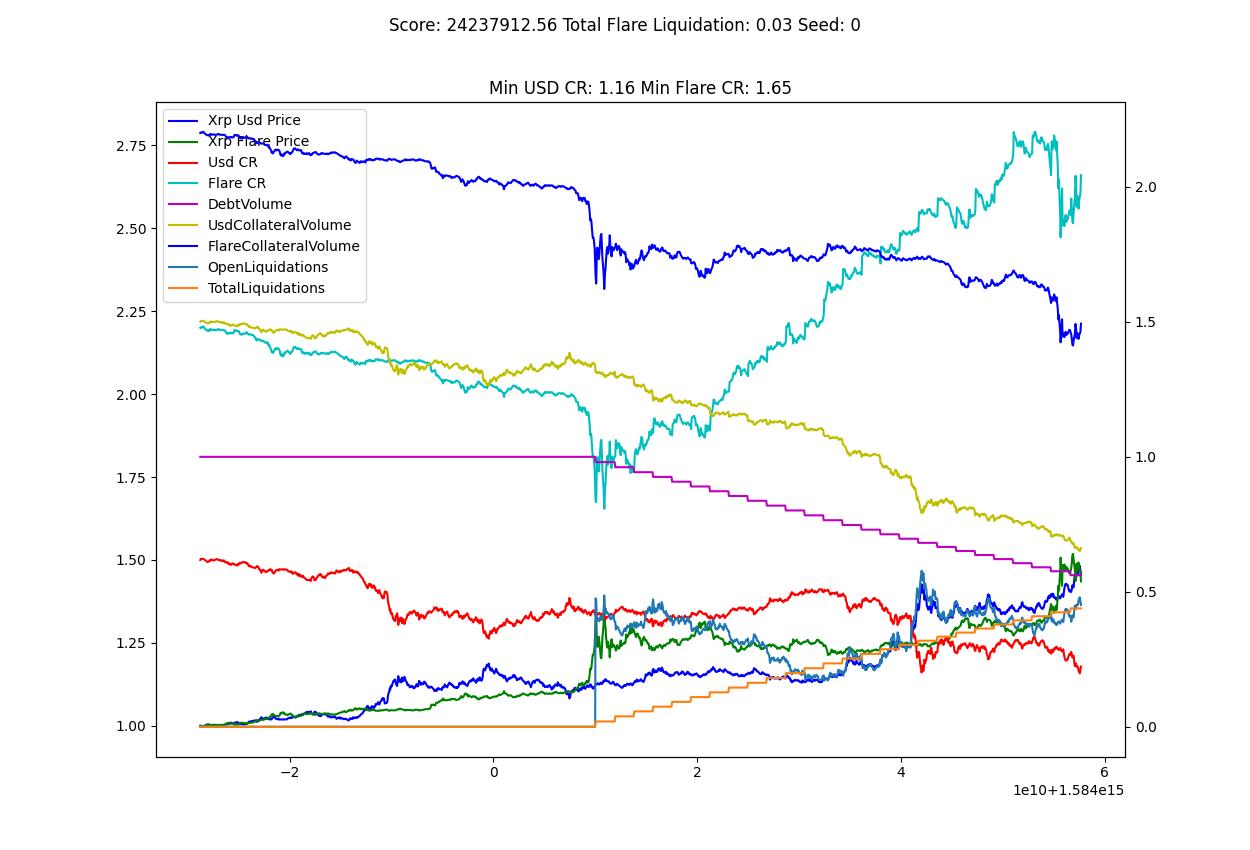 Score: 24237912.56 Total Flare Liquidation: 0.03 Seed: 0
Min USD CR: 1.16 Min Flare CR: 1.65
Xrp Usd Price
Xrp Flare Price
Usd CR
Flare CR
DebtVolume
UsdCollateralVolume
FlareCollateralVolume
OpenLiquidations
TotalLiquidations
2.75
2.50
2.25
2.00
1.75
1.50
1.25
1.00
2.0
1.5
1.0
0.5
0.0
−2
0
2
4
6
1e10+1.584e15